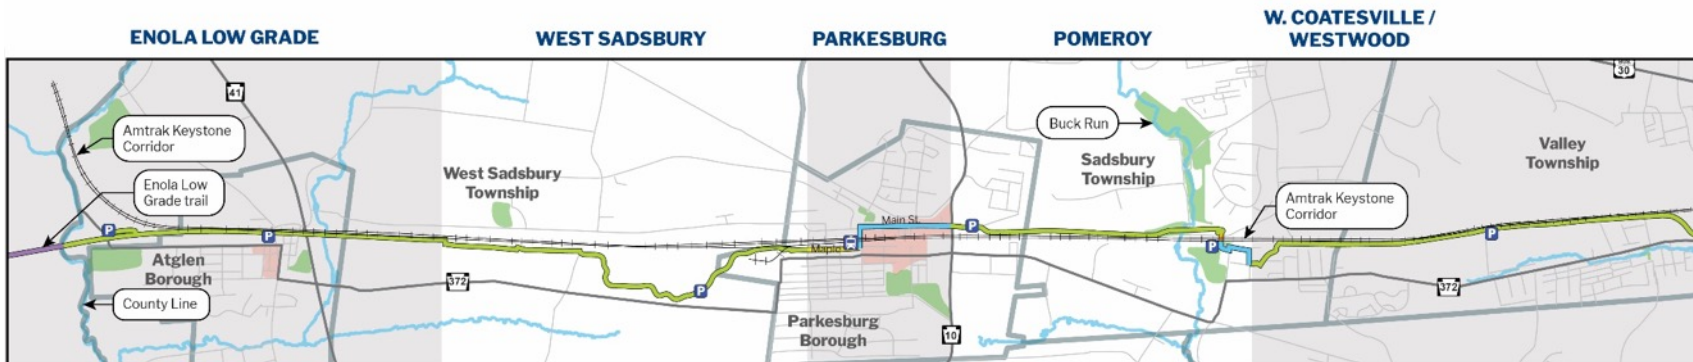 ENOLA LOW GRADE
WEST SADSBURY
PARKESBURG
POMEROY
W. COATESVILLE /
WESTWOOD
30
41
Amtrak Keystone
Corridor
Buck Run
Valley
Township
Sadsbury
Township
West Sadsbury
Township
Enola Low
Grade trail
Amtrak Keystone
Corridor
Main St.
P
P
P
P
P
Maple
Atglen
Borough
372
P
372
County Line
Parkesburg
Borough
10